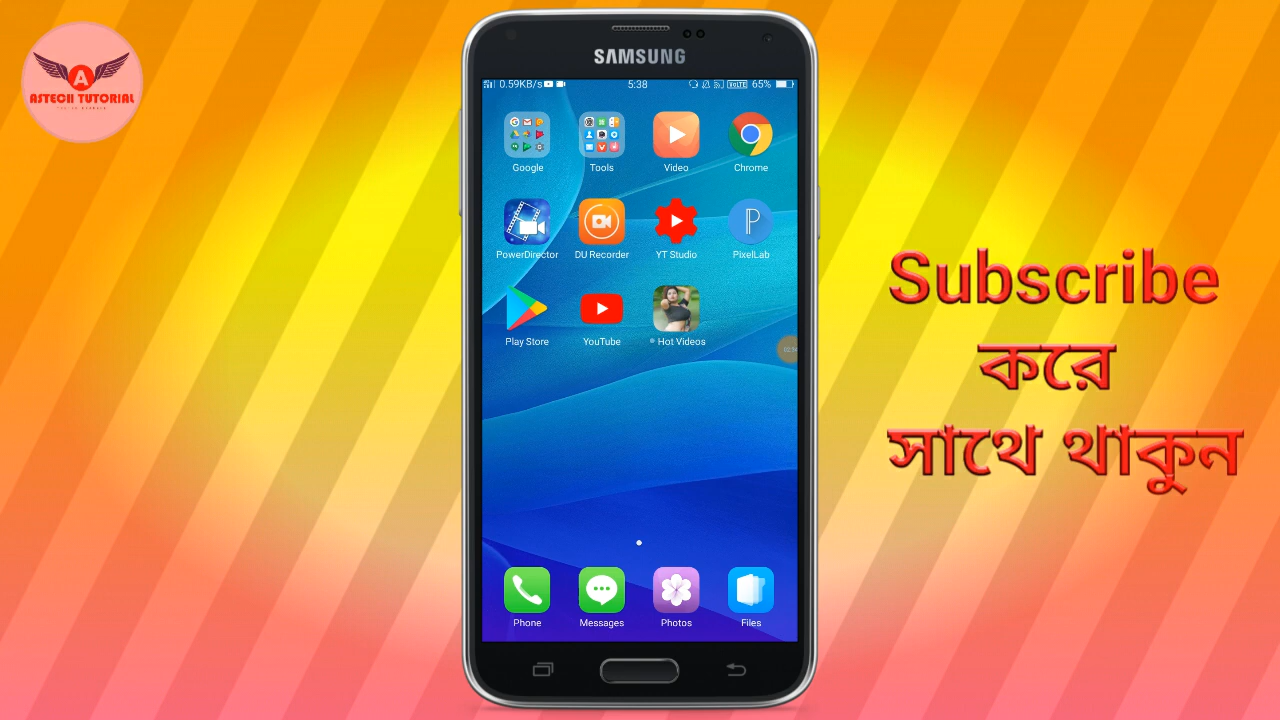 ASTECH TUTORIAL
SAMSUNG
0.59KB/s 5:38 VoLTE 65%
Google Tools Video Chrome
PowerDirector DU Recorder YT Studio PixelLab
Play Store YouTube Hot Videos
Phone Messages Photos Files
Subscribe
করে
সাথে থাকুন